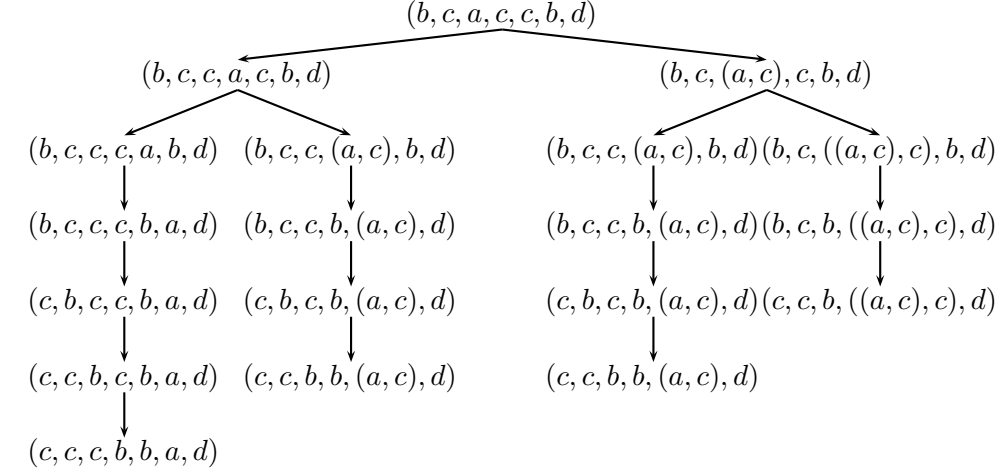 (b, c, a, c, c, b, d)
(b, c, c, a, c, b, d) (b, c, (a, c), c, b, d)
(b, c, c, c, a, b, d) (b, c, c, (a, c), b, d) (b, c, c, (a, c), b, d) (b, c, ((a, c), c), b, d)
(b, c, c, c, b, a, d) (b, c, c, b, (a, c), d) (b, c, c, b, (a, c), d) (b, c, b, ((a, c), c), d)
(c, b, c, c, b, a, d) (c, b, c, b, (a, c), d) (c, b, c, b, (a, c), d) (c, c, b, ((a, c), c), d)
(c, c, b, c, b, a, d) (c, c, b, b, (a, c), d) (c, c, b, b, (a, c), d)
(c, c, c, b, b, a, d)